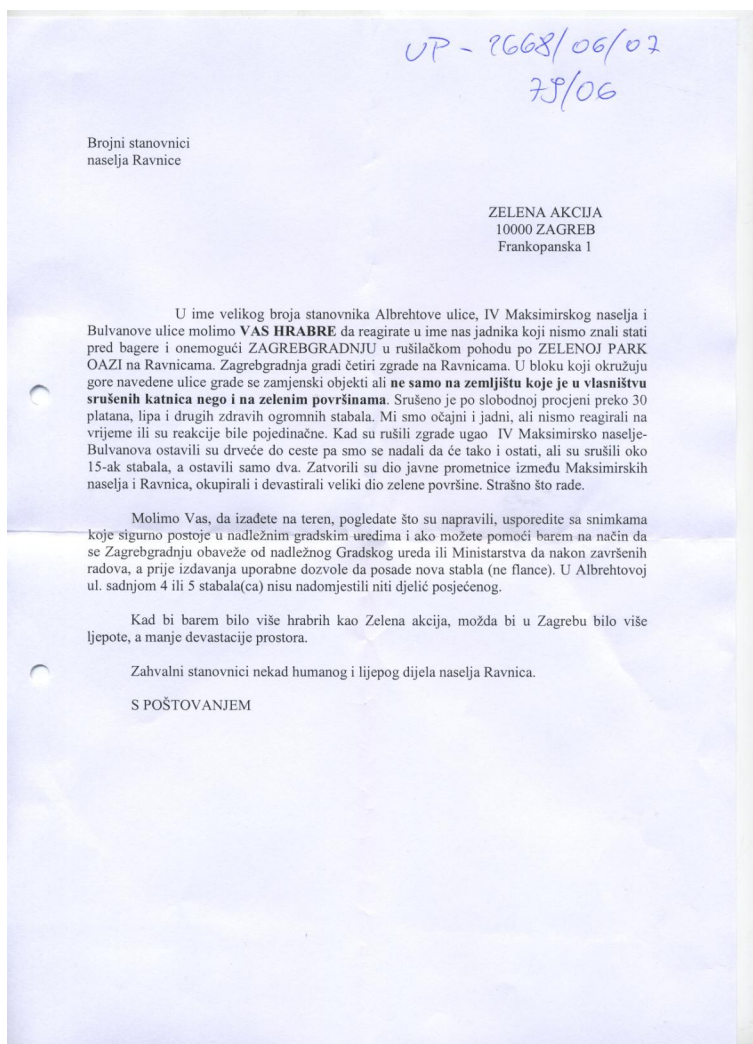 UP - 2668/06/07
79/06
Brojni stanovnici
naselja Ravnice
ZELENA AKCIJA
10000 ZAGREB
Frankopanska 1
U ime velikog broja stanovnika Albrehtove ulice, IV Maksimirskog naselja i
Bulvanove ulice molimo VAS HRABRE da reagirate u ime nas jadnika koji nismo znali stati
pred bagere i onemogući ZAGREBGRADNJU u rušilačkom pohodu po ZELENOJ PARK
OAZI na Ravnicama. Zagrebgradnja gradi četiri zgrade na Ravnicama. U bloku koji okružuju
gore navedene ulice grade se zamjenski objekti ali ne samo na zemljištu koje je u vlasništvu
srušenih katnica nego i na zelenim površinama. Srušeno je po slobodnoj procjeni preko 30
platana, lipa i drugih zdravih ogromnih stabala. Mi smo očajni i jadni, ali nismo reagirali na
vrijeme ili su reakcije bile pojedinačne. Kad su rušili zgrade ugao IV Maksimirsko naselje-
Bulvanova ostavili su drveće do ceste pa smo se nadali da će tako i ostati, ali su srušili oko
15-ak stabala, a ostavili samo dva. Zatvorili su dio javne prometnice između Maksimirskih
naselja i Ravnica, okupirali i devastirali veliki dio zelene površine. Strašno što rade.
Molimo Vas, da izađete na teren, pogledate što su napravili, usporedite sa snimkama
koje sigurno postoje u nadležnim gradskim uredima i ako možete pomoći barem na način da
se Zagrebgradnju obaveže od nadležnog Gradskog ureda ili Ministarstva da nakon završenih
radova, a prije izdavanja uporabne dozvole da posade nova stabla (ne flance). U Albrehtovoj
ul. sadnjom 4 ili 5 stabala(ca) nisu nadomjestili niti djelić posječenog.
Kad bi barem bilo više hrabrih kao Zelena akcija, možda bi u Zagrebu bilo više
ljepote, a manje devastacije prostora.
Zahvalni stanovnici nekad humanog i lijepog dijela naselja Ravnica.
S POŠTOVANJEM